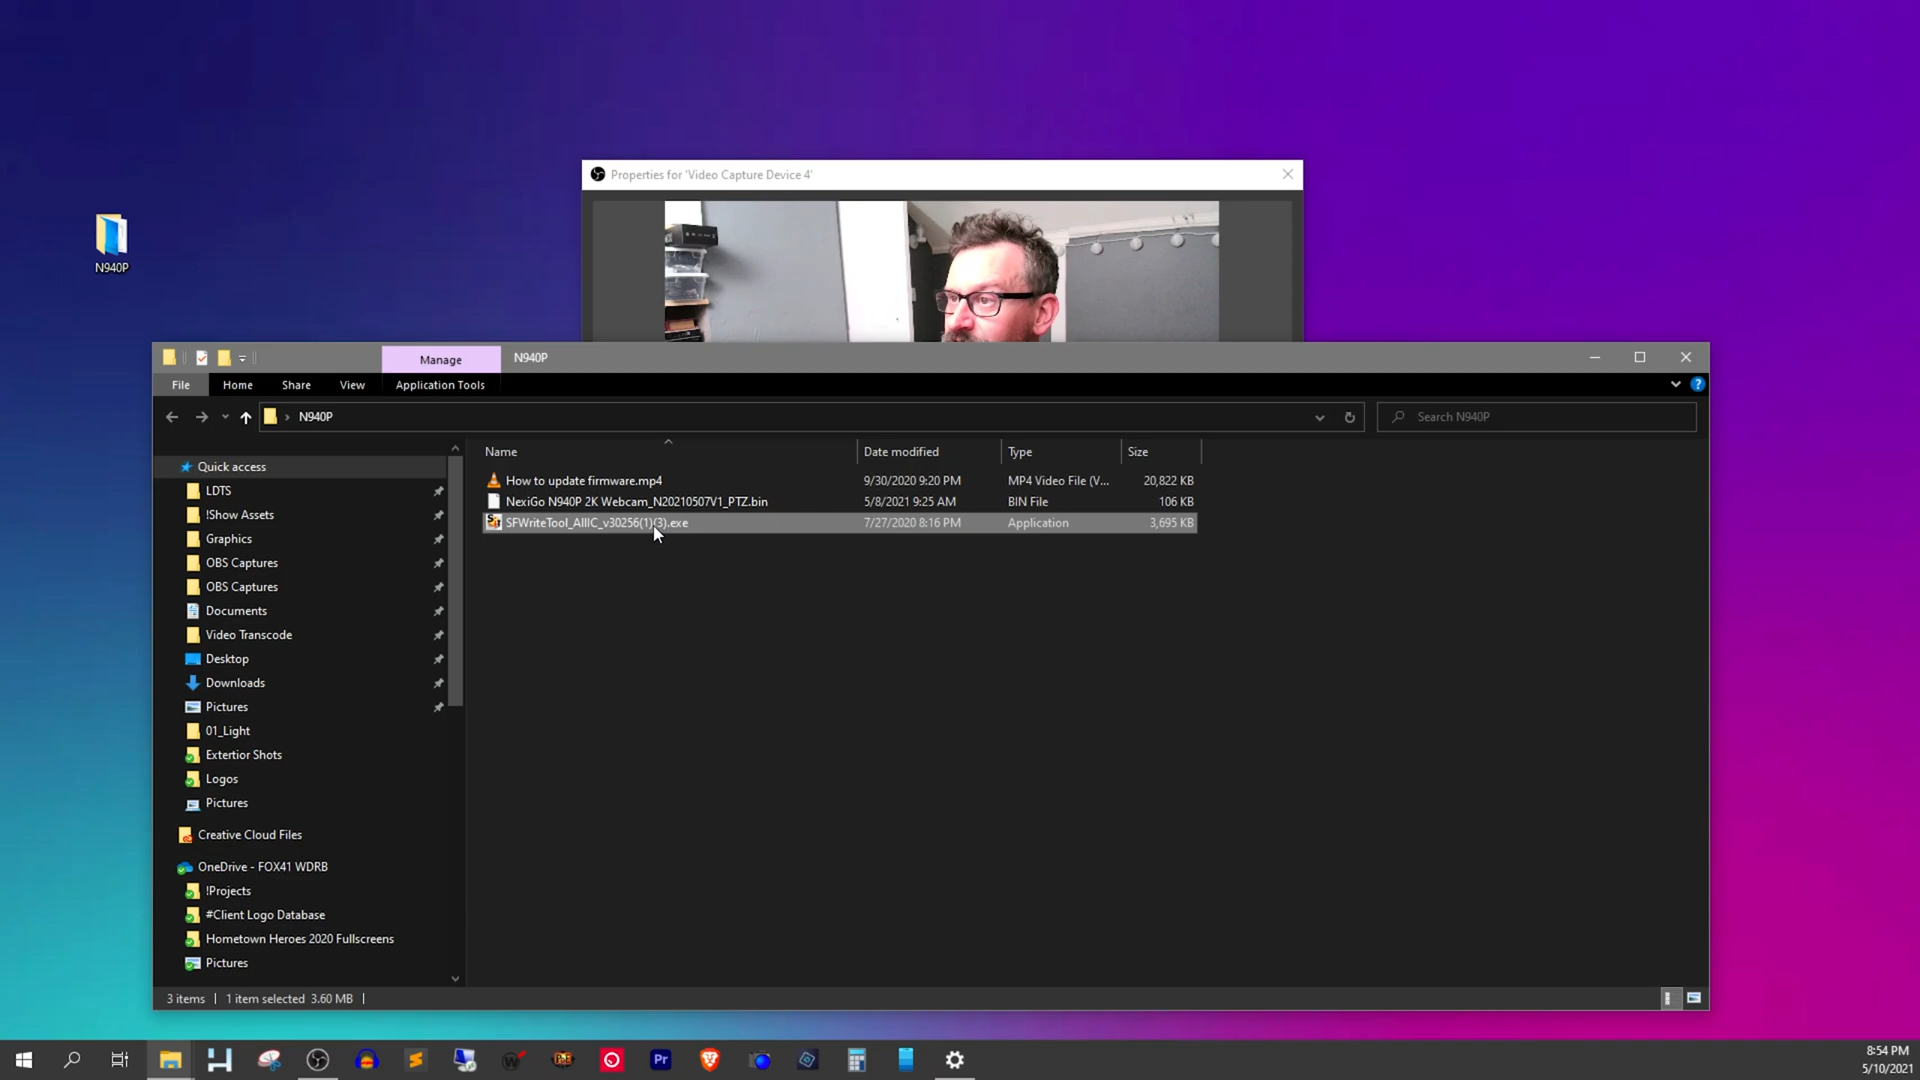 Properties for 'Video Capture Device 4'
N940P
Manage
N940P
File
Home
Share
View
Application Tools
N940P
Search N940P
Name
Date modified
Type
Size
How to update firmware.mp4
9/30/2020 9:20 PM
MP4 Video File (V...
20,822 KB
NexiGo N940P 2K Webcam_N20210507V1_PTZ.bin
5/8/2021 9:25 AM
BIN File
106 KB
SFWriteTool_AllIC_v30256(1)(3).exe
7/27/2020 8:16 PM
Application
3,695 KB
Quick access
LDTS
!Show Assets
Graphics
OBS Captures
OBS Captures
Documents
Video Transcode
Desktop
Downloads
Pictures
01_Light
Extertior Shots
Logos
Pictures
Creative Cloud Files
OneDrive - FOX41 WDRB
!Projects
#Client Logo Database
Hometown Heroes 2020 Fullscreens
Pictures
3 items
1 item selected 3.60 MB
Pr
8:54 PM
5/10/2021